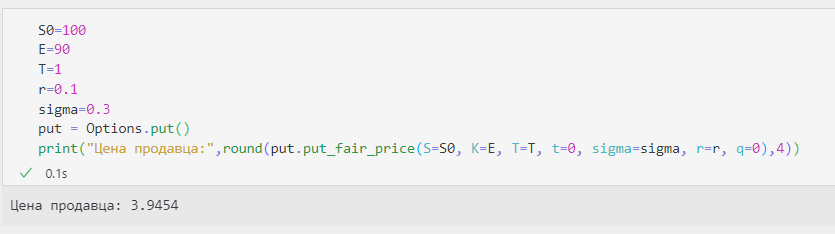 S0=100
E=90
T=1
r=0.1
sigma=0.3
put = Options.put()
print("Цена продавца:",round(put.put_fair_price(S=S0, K=E, T=T, t=0, sigma=sigma, r=r, q=0),4))
✓ 0.1s
Цена продавца: 3.9454